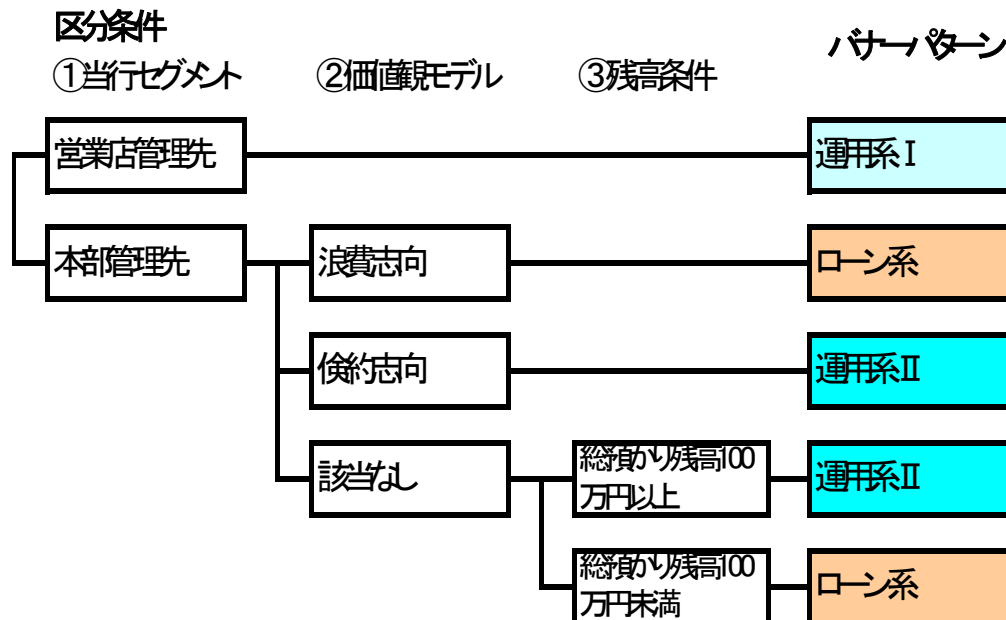 区分条件
バナーパターン
①当行セグメント
②価値観モデル
③残高条件
営業店管理先
運用系Ⅰ
本部管理先
浪費志向
ローン系
倹約志向
運用系Ⅱ
該当なし
総預かり残高100
万円以上
運用系Ⅱ
総預かり残高100
万円未満
ローン系